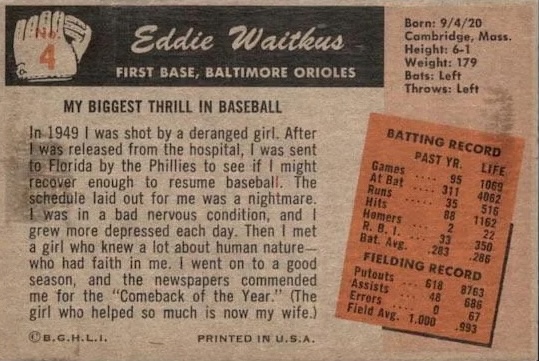 No. 4
Eddie Waitkus
FIRST BASE, BALTIMORE ORIOLES
Born: 9/4/20
Cambridge, Mass.
Height: 6-1
Weight: 179
Bats: Left
Throws: Left
MY BIGGEST THRILL IN BASEBALL
In 1949 I was shot by a deranged girl. After
I was released from the hospital, I was sent
to Florida by the Phillies to see if I might
recover enough to resume baseball. The
schedule laid out for me was a nightmare.
I was in a bad nervous condition, and I
grew more depressed each day. Then I met
a girl who knew a lot about human nature—
who had faith in me. I went on to a good
season, and the newspapers commended
me for the “Comeback of the Year.” (The
girl who helped so much is now my wife.)
BATTING RECORD
PAST YR. LIFE
Games .... 95 1069
At Bat .... 311 4062
Runs .... 35 516
Hits .... 88 1162
Homers .... 2 22
R. B. I. .... 33 350
Bat. Avg. .283 .286
FIELDING RECORD
Putouts .... 618 8763
Assists .... 48 686
Errors .... 0 67
Field Avg. 1.000 .993
© B.G.H.L.I. PRINTED IN U.S.A.